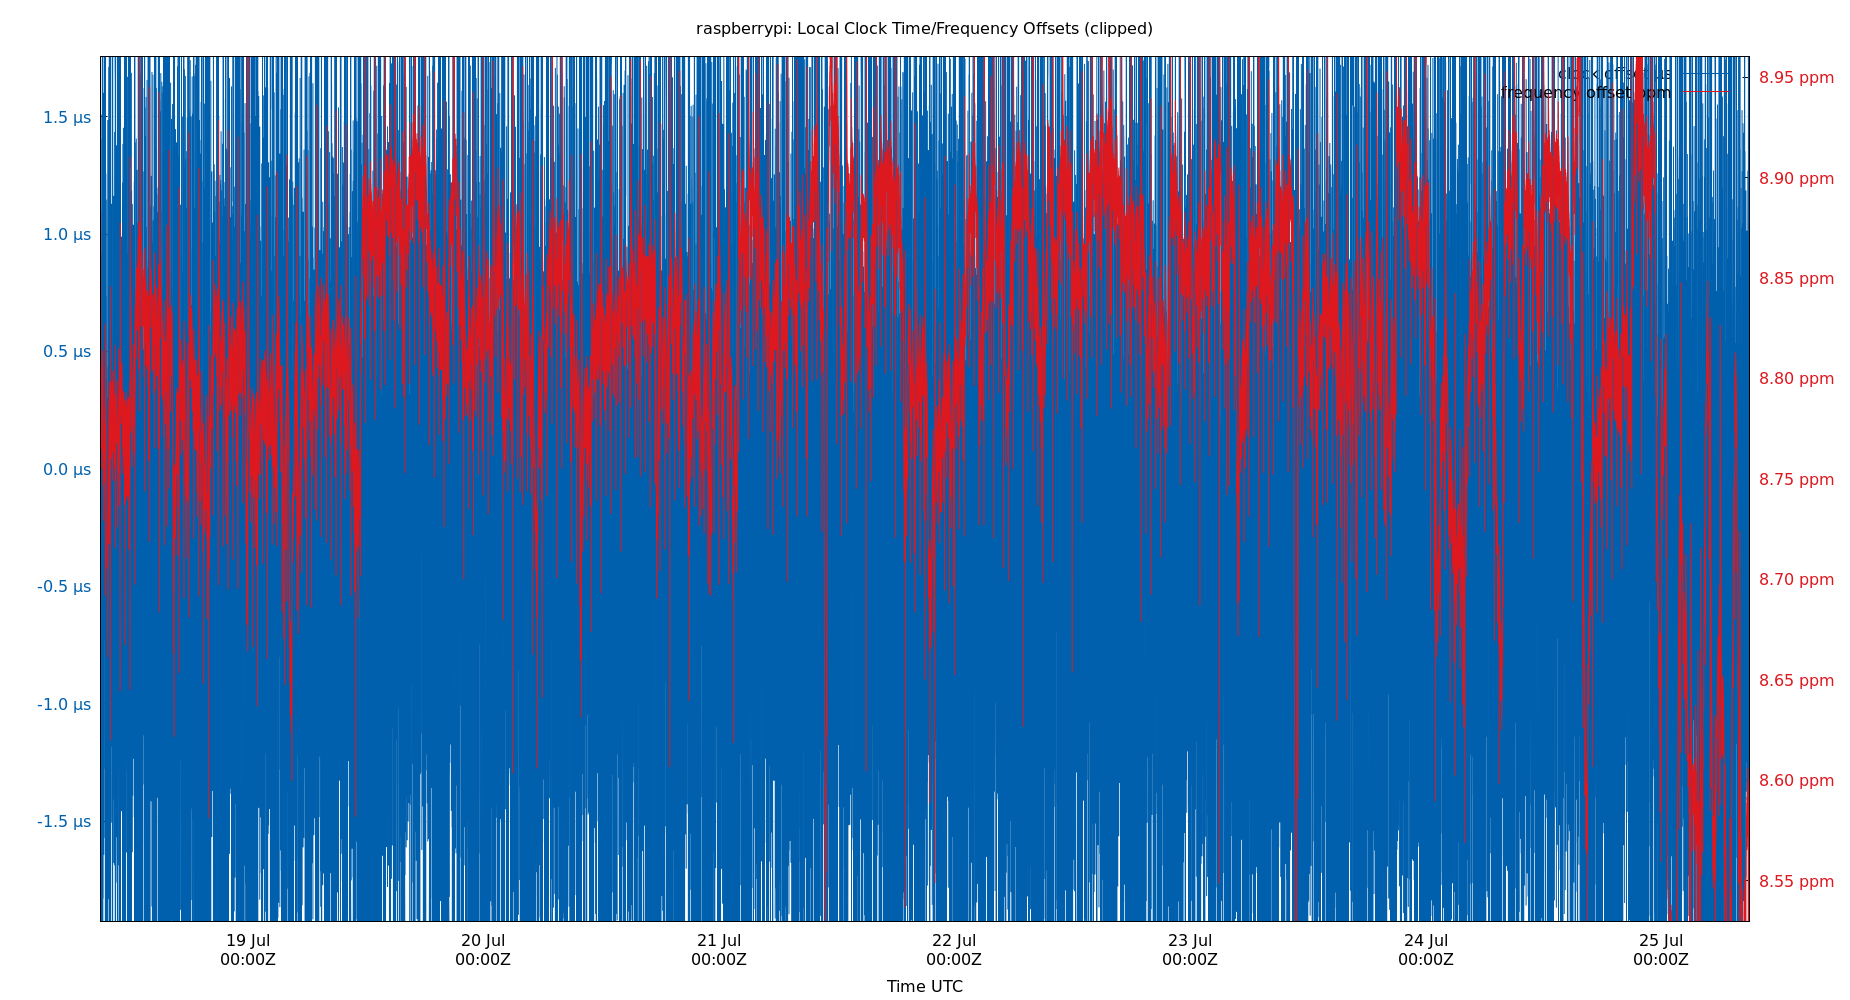 raspberrypi: Local Clock Time/Frequency Offsets (clipped)
clock offset µs
frequency offset ppm
1.5 µs
1.0 µs
0.5 µs
0.0 µs
-0.5 µs
-1.0 µs
-1.5 µs
8.95 ppm
8.90 ppm
8.85 ppm
8.80 ppm
8.75 ppm
8.70 ppm
8.65 ppm
8.60 ppm
8.55 ppm
19 Jul
00:00Z
20 Jul
00:00Z
21 Jul
00:00Z
22 Jul
00:00Z
23 Jul
00:00Z
24 Jul
00:00Z
25 Jul
00:00Z
Time UTC